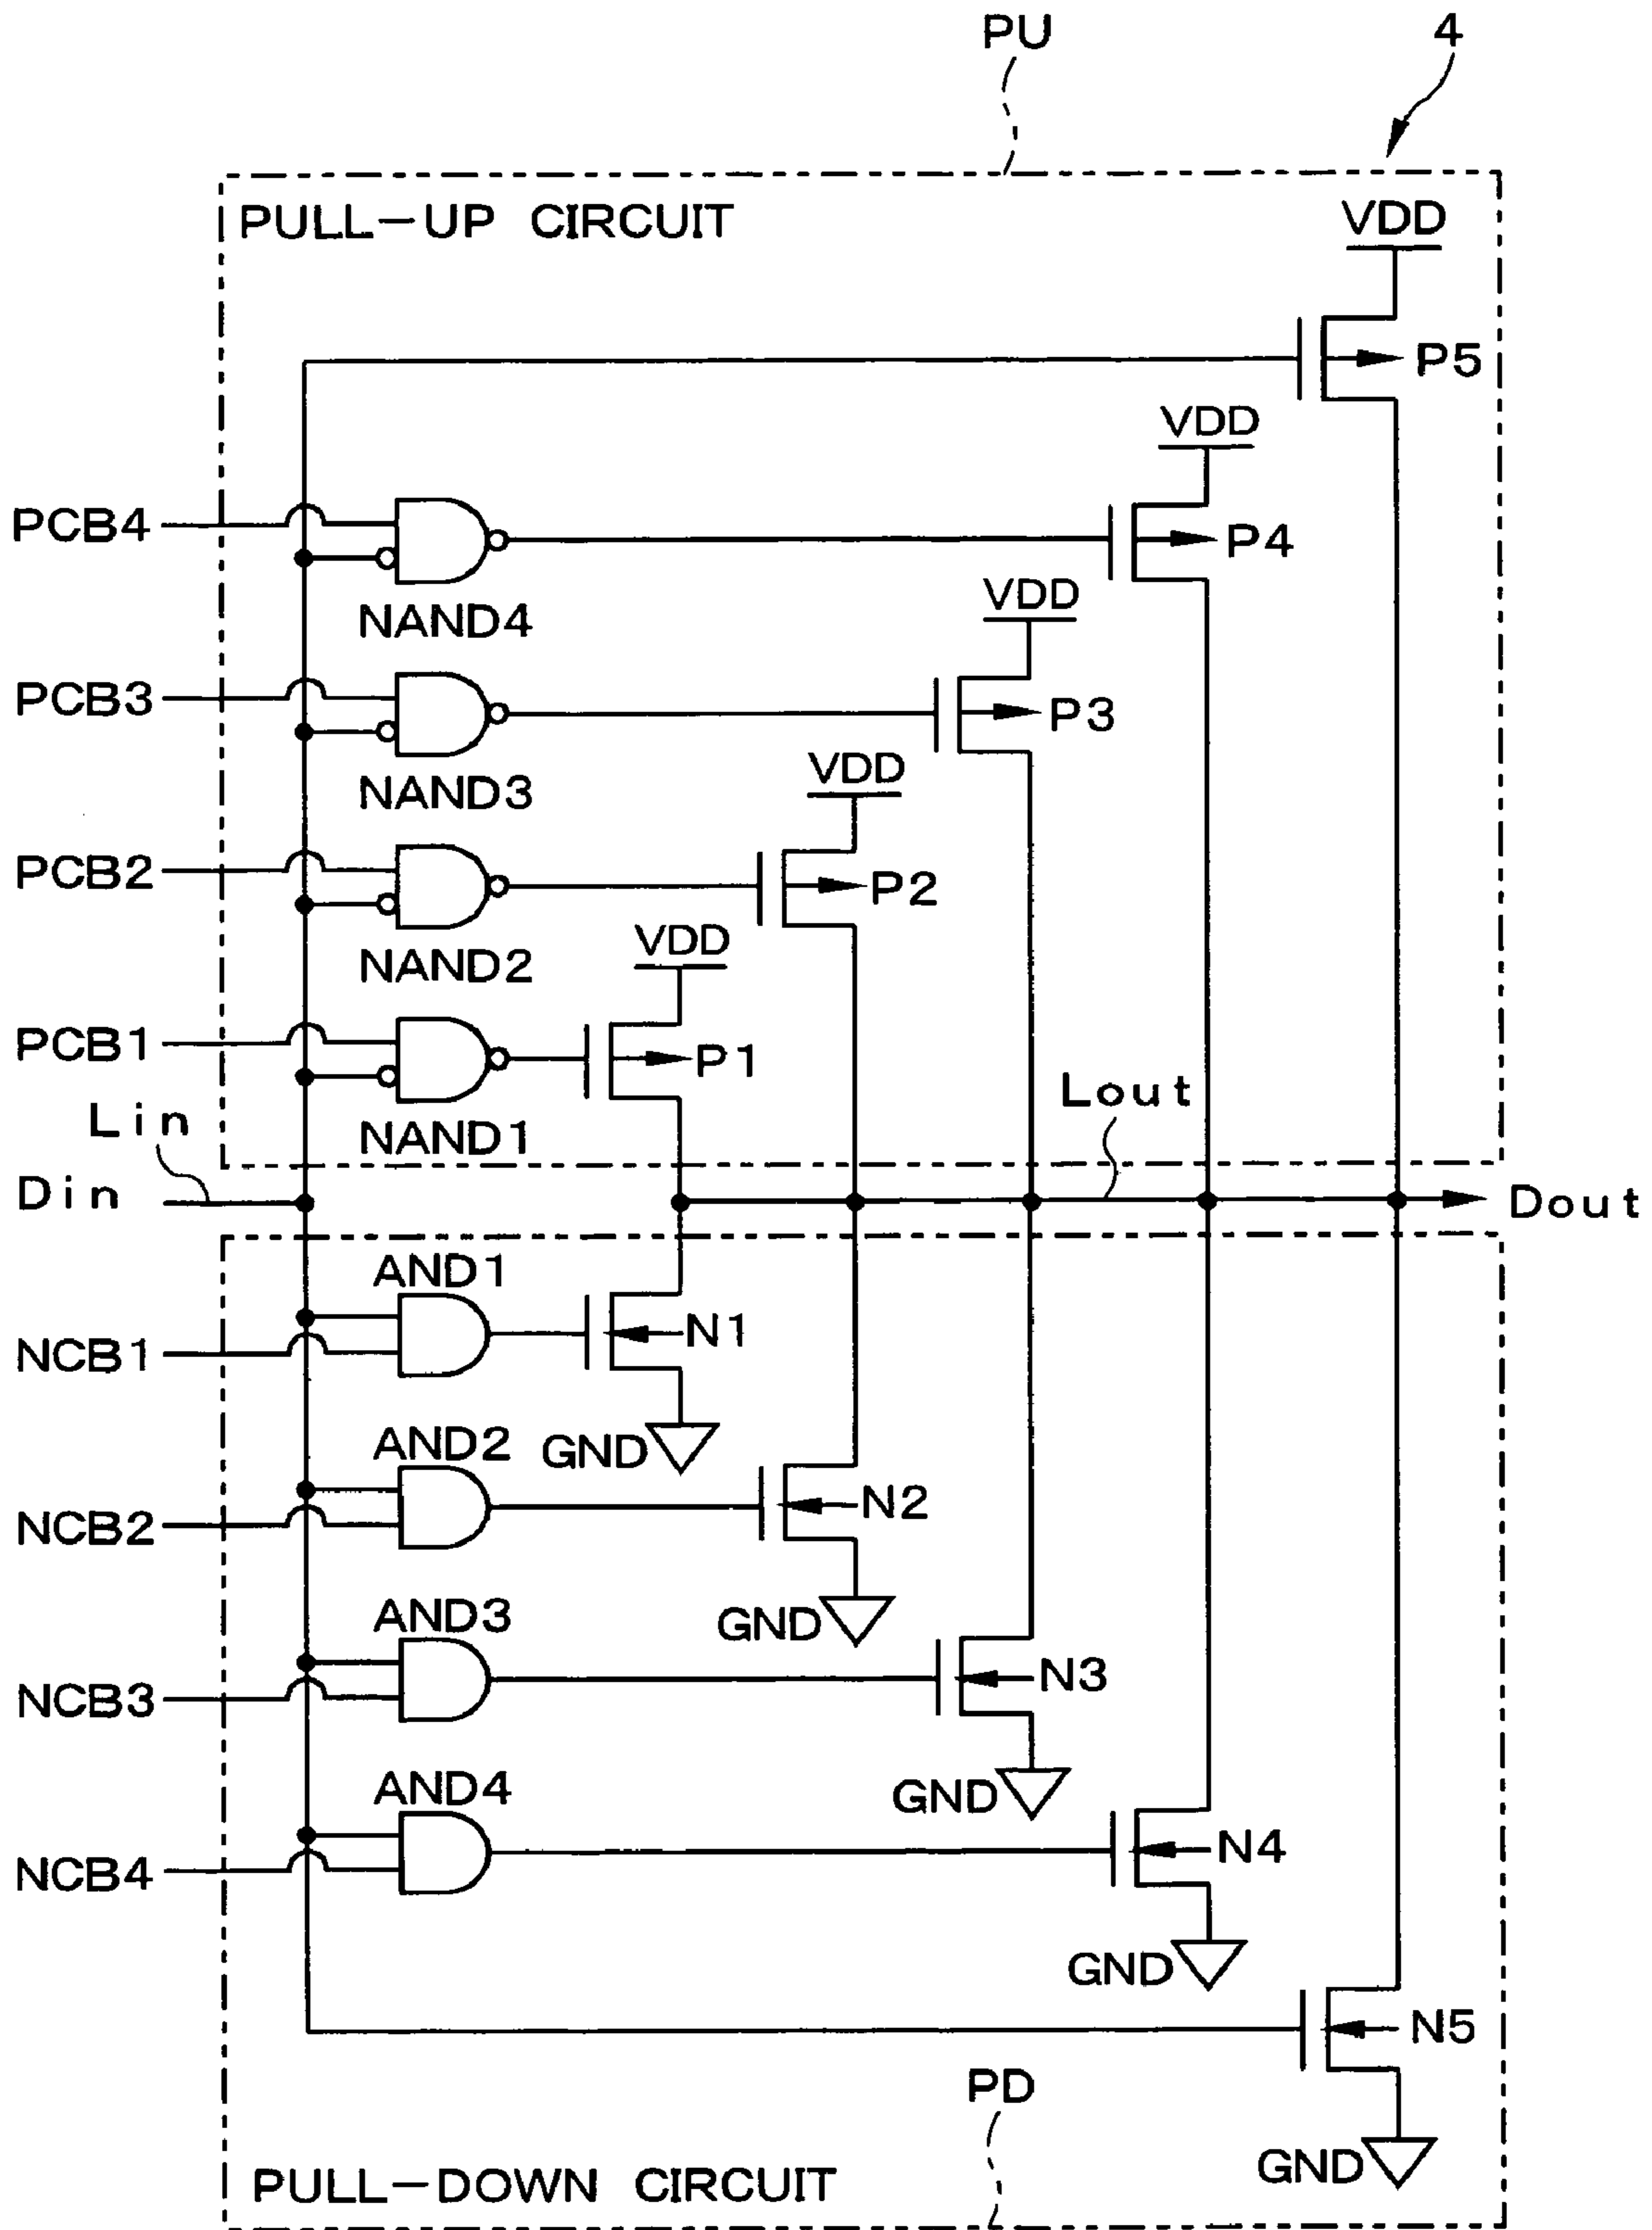 PU
4
PULL-UP CIRCUIT
VDD
P5
VDD
PCB4
P4
NAND4
VDD
PCB3
P3
NAND3
VDD
PCB2
P2
NAND2
VDD
PCB1
P1
NAND1
Lin
Lout
Din
Dout
AND1
NCB1
N1
GND
AND2
NCB2
N2
GND
AND3
NCB3
N3
GND
AND4
NCB4
N4
GND
N5
PD
GND
PULL-DOWN CIRCUIT